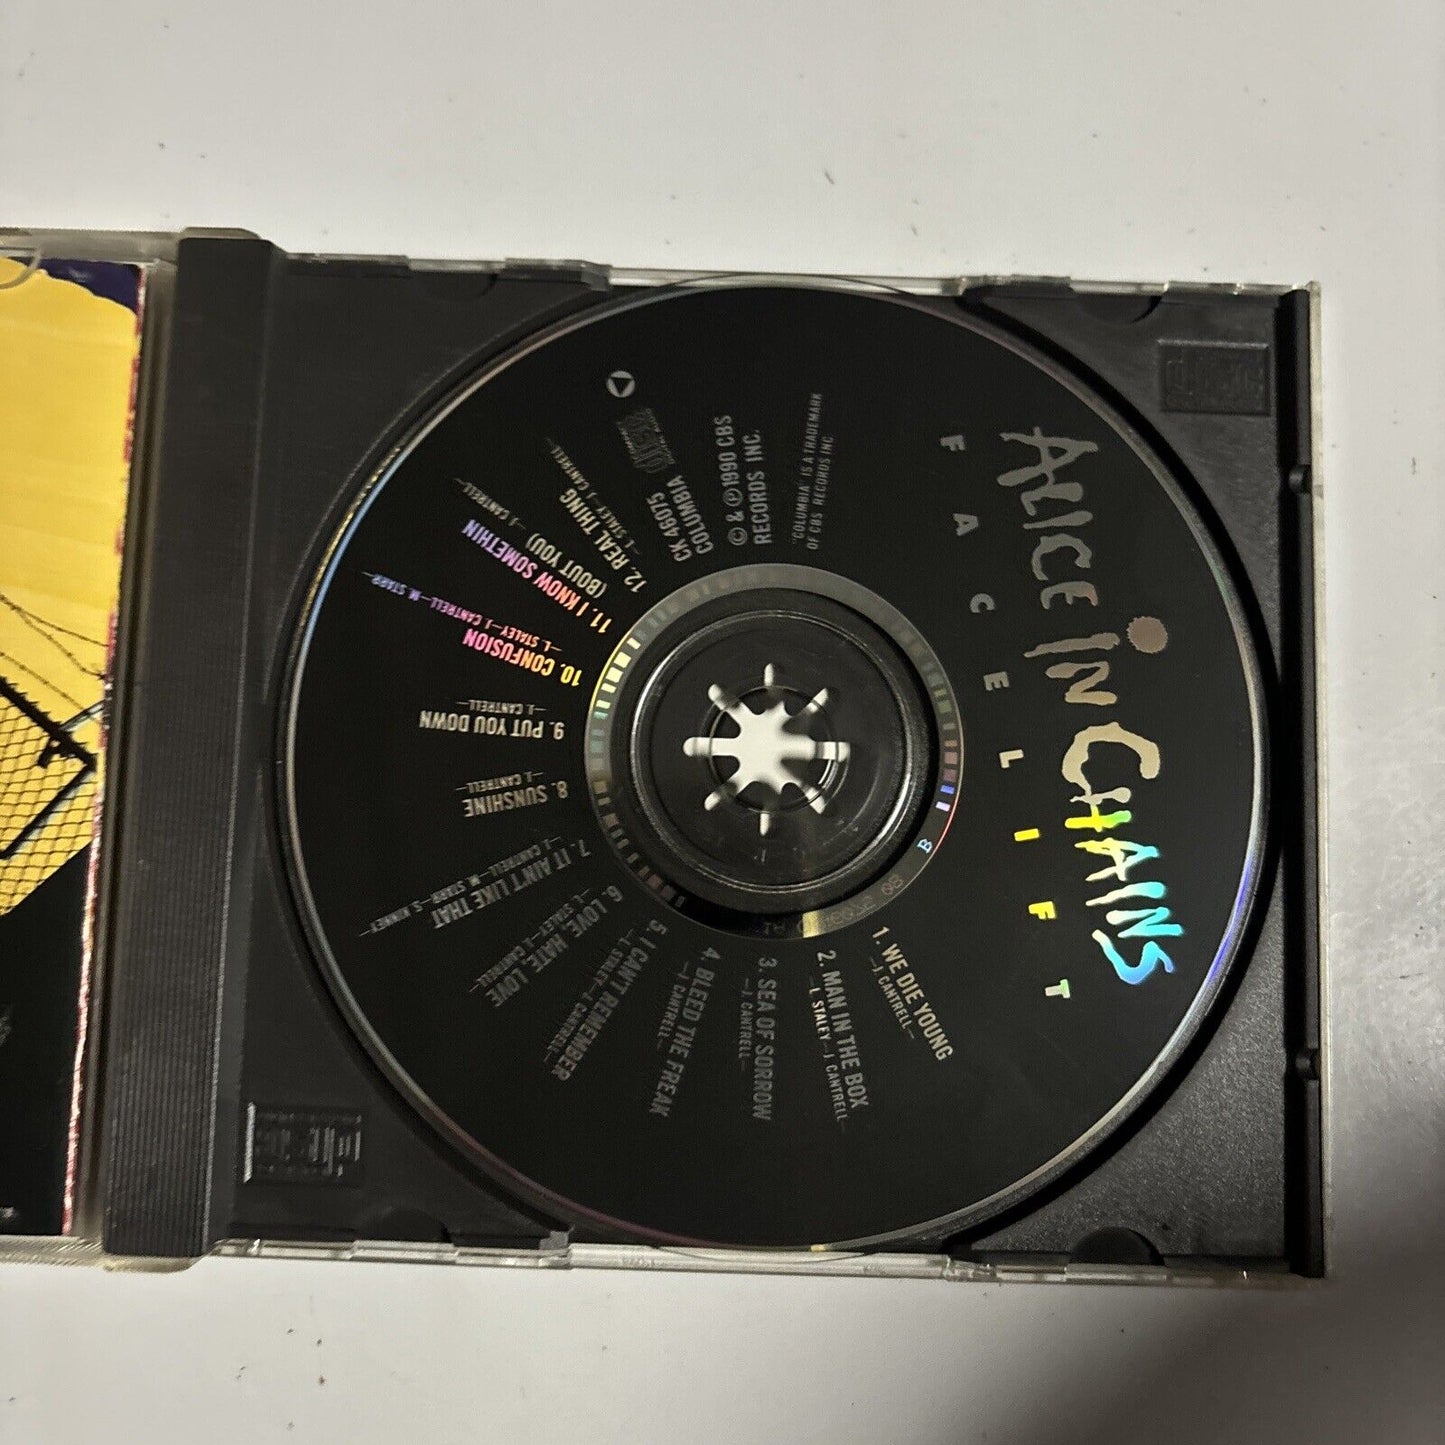 ALICE IN CHAINS
FACELIFT
1. WE DIE YOUNG
—J. CANTRELL—
2. MAN IN THE BOX
—L. STALEY—J. CANTRELL—
3. SEA OF SORROW
—J. CANTRELL—
4. BLEED THE FREAK
—J. CANTRELL—
5. I CAN'T REMEMBER
—L. STALEY—J. CANTRELL—
6. LOVE, HATE, LOVE
—L. STALEY—J. CANTRELL—
7. IT AIN'T LIKE THAT
—J. CANTRELL—M. STARR—S. KINNEY—
8. SUNSHINE
—J. CANTRELL—
9. PUT YOU DOWN
—J. CANTRELL—
10. CONFUSION
—L. STALEY—J. CANTRELL—M. STARR—
11. I KNOW SOMETHIN
(BOUT YOU)
—J. CANTRELL—
12. REAL THING
—L. STALEY—J. CANTRELL—
CK 46075
COLUMBIA
© & ℗ 1990 CBS
RECORDS INC.
"COLUMBIA" IS A TRADEMARK
OF CBS RECORDS INC
B